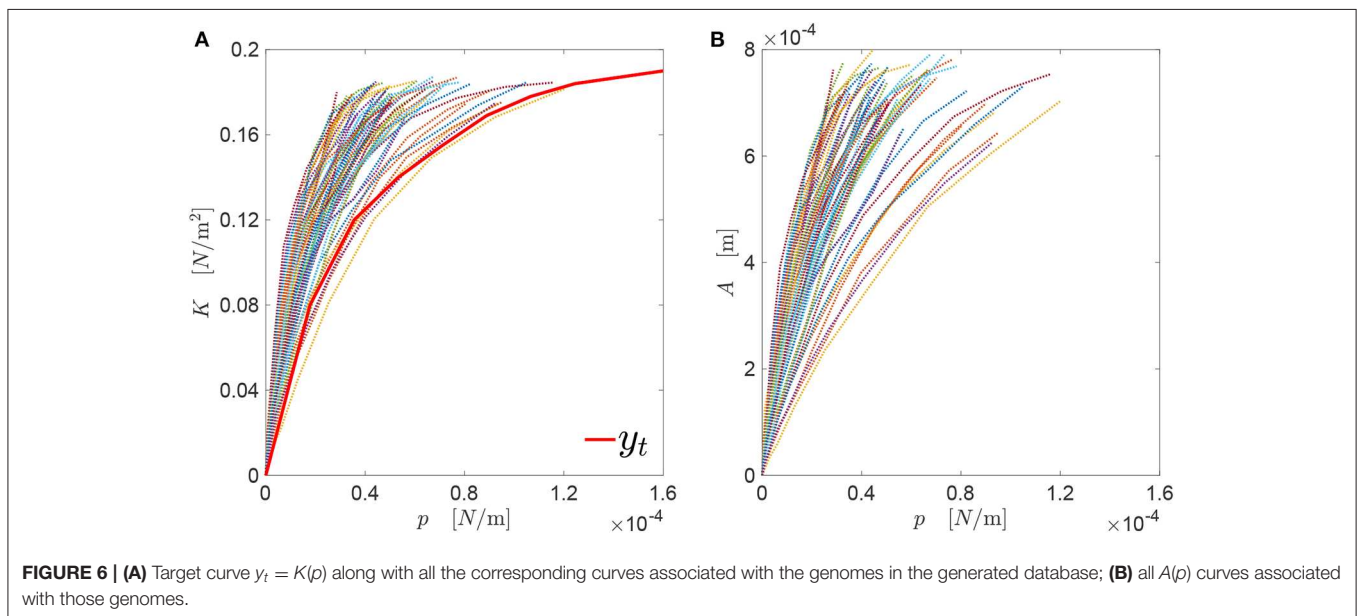 A
0.2
0.16
0.12
0.08
0.04
0
K [N/m²]
0 0.4 0.8 1.2 1.6
p [N/m] ×10⁻⁴
y_t
B
×10⁻⁴
8
6
4
2
0
A [m]
0 0.4 0.8 1.2 1.6
p [N/m] ×10⁻⁴
FIGURE 6 | (A) Target curve y_t = K(p) along with all the corresponding curves associated with the genomes in the generated database; (B) all A(p) curves associated
with those genomes.